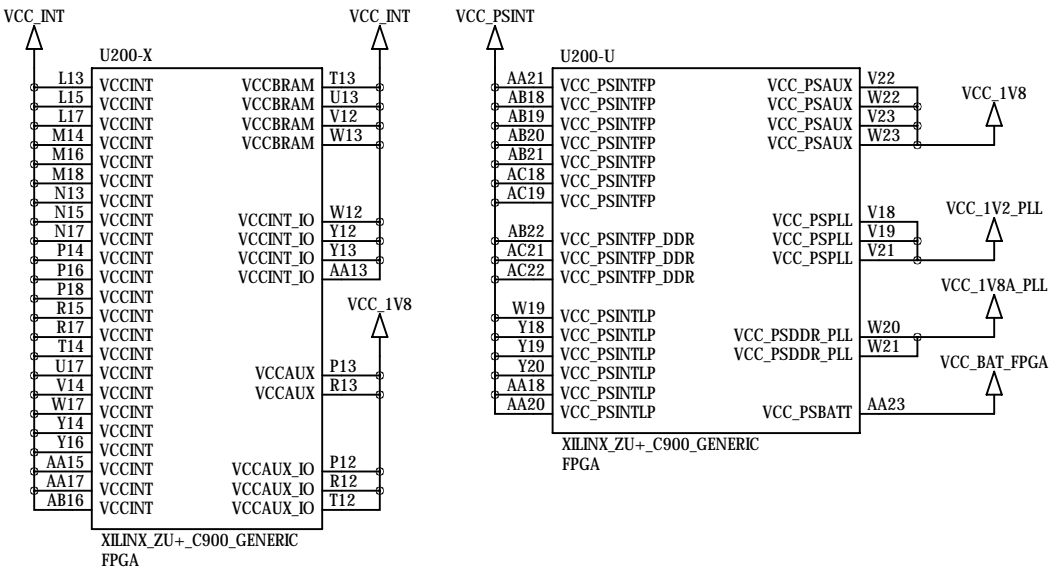 VCC_INT VCC_INT
U200-X
L13 VCCINT VCCBRAM T13
L15 VCCINT VCCBRAM U13
L17 VCCINT VCCBRAM V12
M14 VCCINT VCCBRAM W13
M16 VCCINT
M18 VCCINT
N13 VCCINT
N15 VCCINT VCCINT_IO W12
N17 VCCINT VCCINT_IO Y12
P14 VCCINT VCCINT_IO Y13
P16 VCCINT VCCINT_IO AA13
P18 VCCINT
R15 VCCINT VCC_1V8
R17 VCCINT
T14 VCCINT
U17 VCCINT VCCAUX P13
V14 VCCINT VCCAUX R13
W17 VCCINT
Y14 VCCINT
Y16 VCCINT
AA15 VCCINT VCCAUX_IO P12
AA17 VCCINT VCCAUX_IO R12
AB16 VCCINT VCCAUX_IO T12
XILINX_ZU+_C900_GENERIC
FPGA
VCC_PSINT
U200-U
AA21 VCC_PSINTFP VCC_PSAUX V22 VCC_1V8
AB18 VCC_PSINTFP VCC_PSAUX W22
AB19 VCC_PSINTFP VCC_PSAUX V23
AB20 VCC_PSINTFP VCC_PSAUX W23
AB21 VCC_PSINTFP
AC18 VCC_PSINTFP
AC19 VCC_PSINTFP
VCC_PSPLL V18 VCC_1V2_PLL
AB22 VCC_PSINTFP_DDR VCC_PSPLL V19
AC21 VCC_PSINTFP_DDR VCC_PSPLL V21
AC22 VCC_PSINTFP_DDR VCC_1V8A_PLL
W19 VCC_PSINTLP
Y18 VCC_PSINTLP VCC_PSDDR_PLL W20
Y19 VCC_PSINTLP VCC_PSDDR_PLL W21
Y20 VCC_PSINTLP VCC_BAT_FPGA
AA18 VCC_PSINTLP
AA20 VCC_PSINTLP VCC_PSBATT AA23
XILINX_ZU+_C900_GENERIC
FPGA